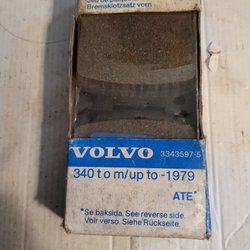 Bremsklotzsatz vorn
VOLVO 3343597-5
340 t o m/up to -1979
ATE*
*Se baksida. See reverse side.
Voir verso. Siehe Rückseite.